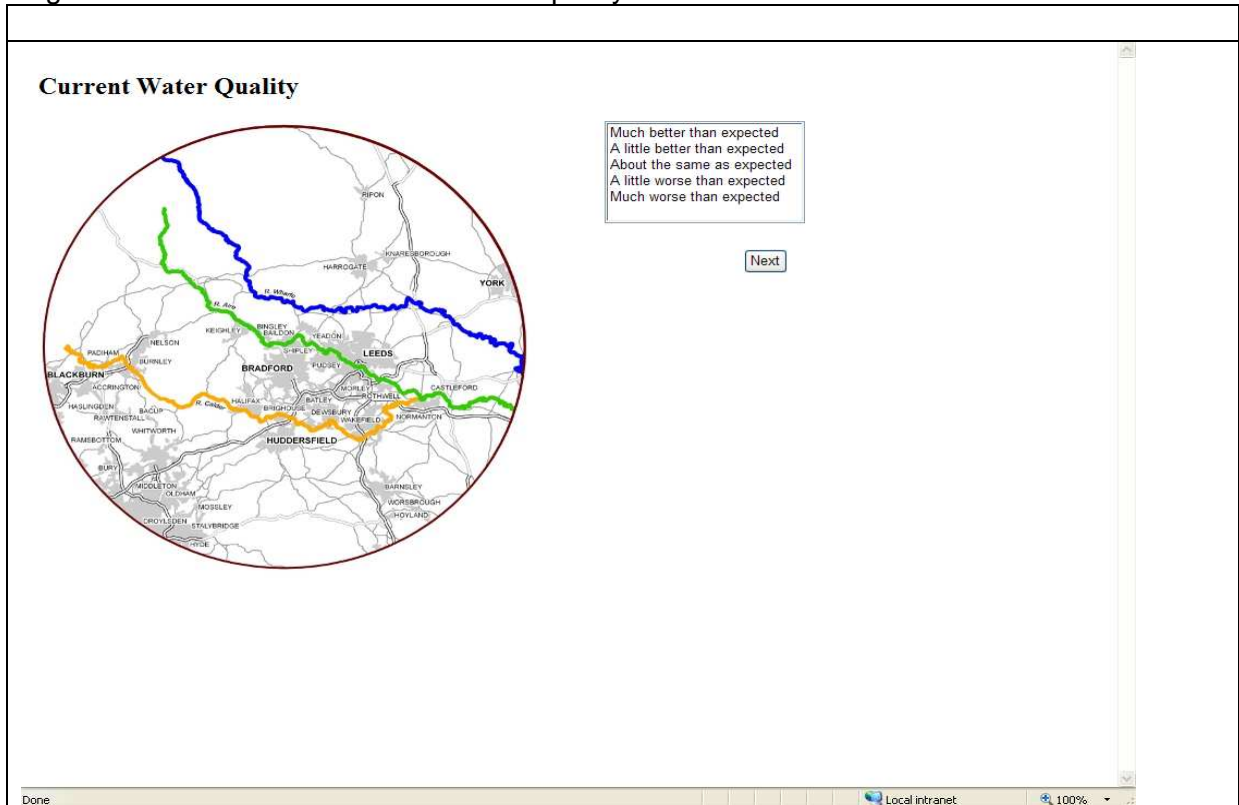 Current Water Quality
Much better than expected
A little better than expected
About the same as expected
A little worse than expected
Much worse than expected
Next
RIPON
KNARESBOROUGH
HARROGATE
YORK
R. Wharfe
R. Aire
KEIGHLEY
BINGLEY
BAILDON
YEADON
SHIPLEY
LEEDS
NELSON
PADIHAM
BURNLEY
BRADFORD
PUDSEY
BLACKBURN
ACCRINGTON
MORLEY
ROTHWELL
CASTLEFORD
HASLINGDEN
BACUP
RAWTENSTALL
R. Calder
HALIFAX
BRIGHOUSE
BATLEY
DEWSBURY
WAKEFIELD
NORMANTON
WHITWORTH
RAMSBOTTOM
HUDDERSFIELD
BURY
MIDDLETON
OLDHAM
BARNSLEY
WORSBROUGH
HOYLAND
MOSSLEY
DROYLSDEN
STALYBRIDGE
HYDE
Done
Local intranet
100%